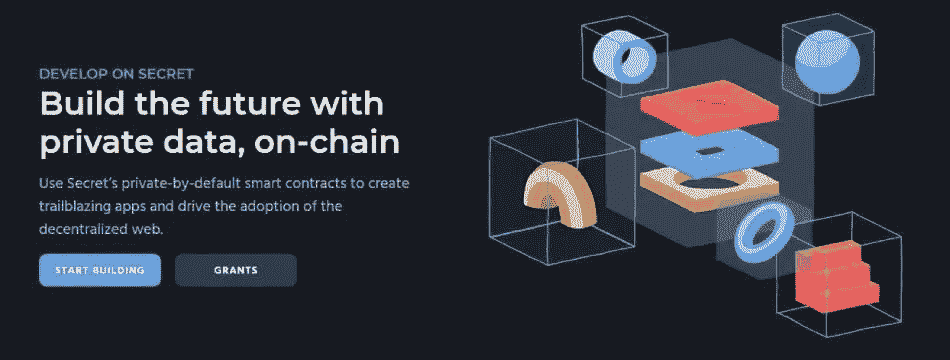 DEVELOP ON SECRET
Build the future with
private data, on-chain
Use Secret's private-by-default smart contracts to create
trailblazing apps and drive the adoption of the
decentralized web.
START BUILDING
GRANTS